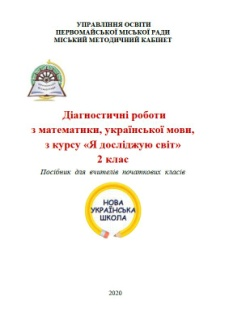 УПРАВЛІННЯ ОСВІТИ
ПЕРВОМАЙСЬКОЇ МІСЬКОЇ РАДИ
МІСЬКИЙ МЕТОДИЧНИЙ КАБІНЕТ
Діагностичні роботи
з математики, української мови,
з курсу «Я досліджую світ»
2 клас
Посібник для вчителів початкових класів
НОВА
УКРАЇНСЬКА
ШКОЛА
2020